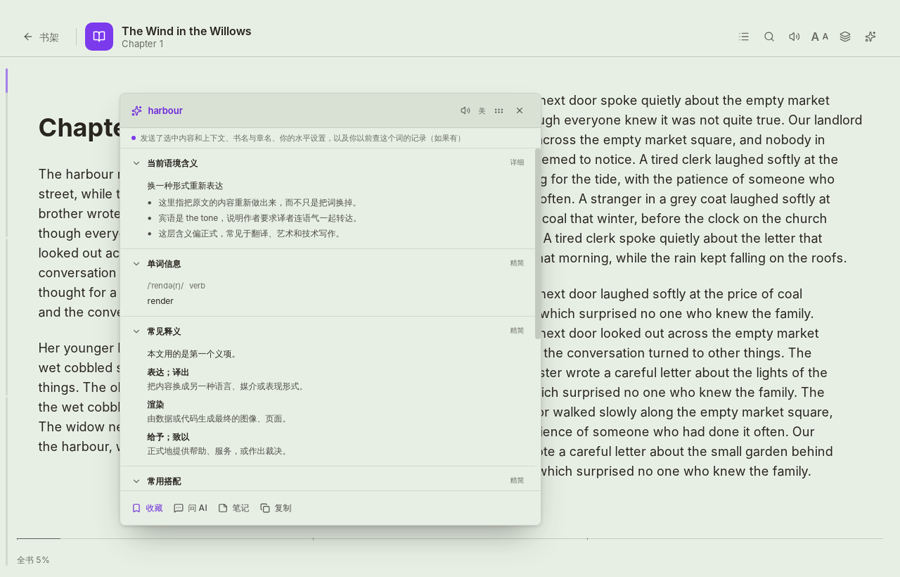 书架
The Wind in the Willows
Chapter 1
A A
harbour
美
发送了选中内容和上下文、书名与章名、你的水平设置，以及你以前查这个词的记录（如果有）
当前语境含义
详细
换一种形式重新表达
这里指把原文的内容重新做出来，而不只是把词换掉。
宾语是 the tone，说明作者要求译者连语气一起转达。
这层含义偏正式，常见于翻译、艺术和技术写作。
单词信息
精简
/ˈrendə(r)/ verb
render
常见释义
精简
本文用的是第一个义项。
表达；译出
把内容换成另一种语言、媒介或表现形式。
渲染
由数据或代码生成最终的图像、页面。
给予；致以
正式地提供帮助、服务，或作出裁决。
常用搭配
精简
收藏
问 AI
笔记
复制
The harbour
street, while
brother wrote
though every
looked out
conversation
thought for a
and the
Her younger
wet cobbled
things. The
the wet
The widow
the harbour,
next door spoke quietly about the empty market
everyone knew it was not quite true. Our landlord
across the empty market square, and nobody in
to notice. A tired clerk laughed softly at the
for the tide, with the patience of someone who
often. A stranger in a grey coat laughed softly at
coal that winter, before the clock on the church
A tired clerk spoke quietly about the letter that
that morning, while the rain kept falling on the roofs.
next door laughed softly at the price of coal
which surprised no one who knew the family.
next door looked out across the empty market
the conversation turned to other things. The
wrote a careful letter about the lights of the
surprised no one who knew the family. The
walked slowly along the empty market square,
of someone who had done it often. Our
a careful letter about the small garden behind
which surprised no one who knew the family.
全书 5%